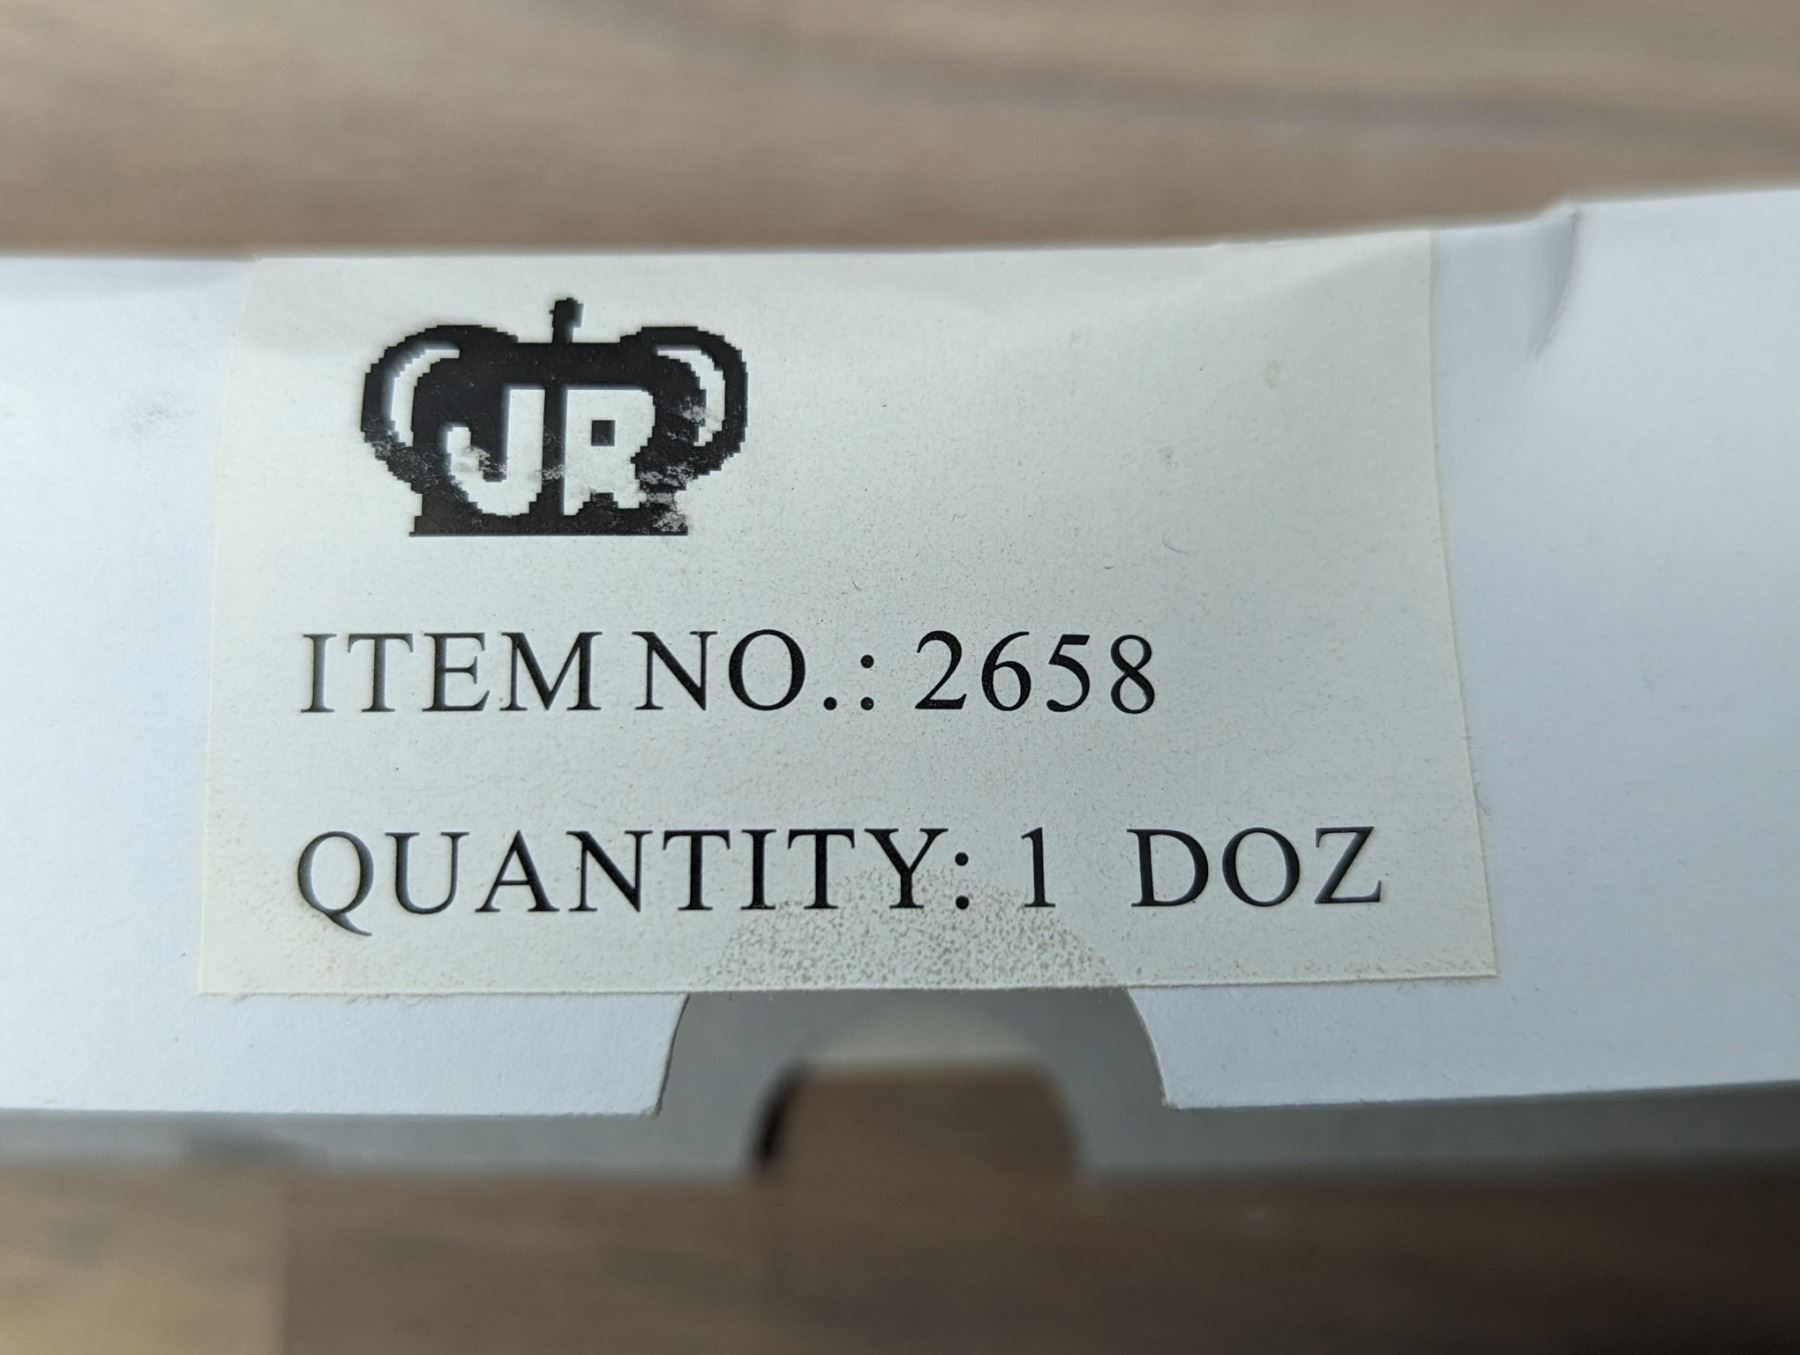 JR
ITEM NO.: 2658
QUANTITY: 1 DOZ